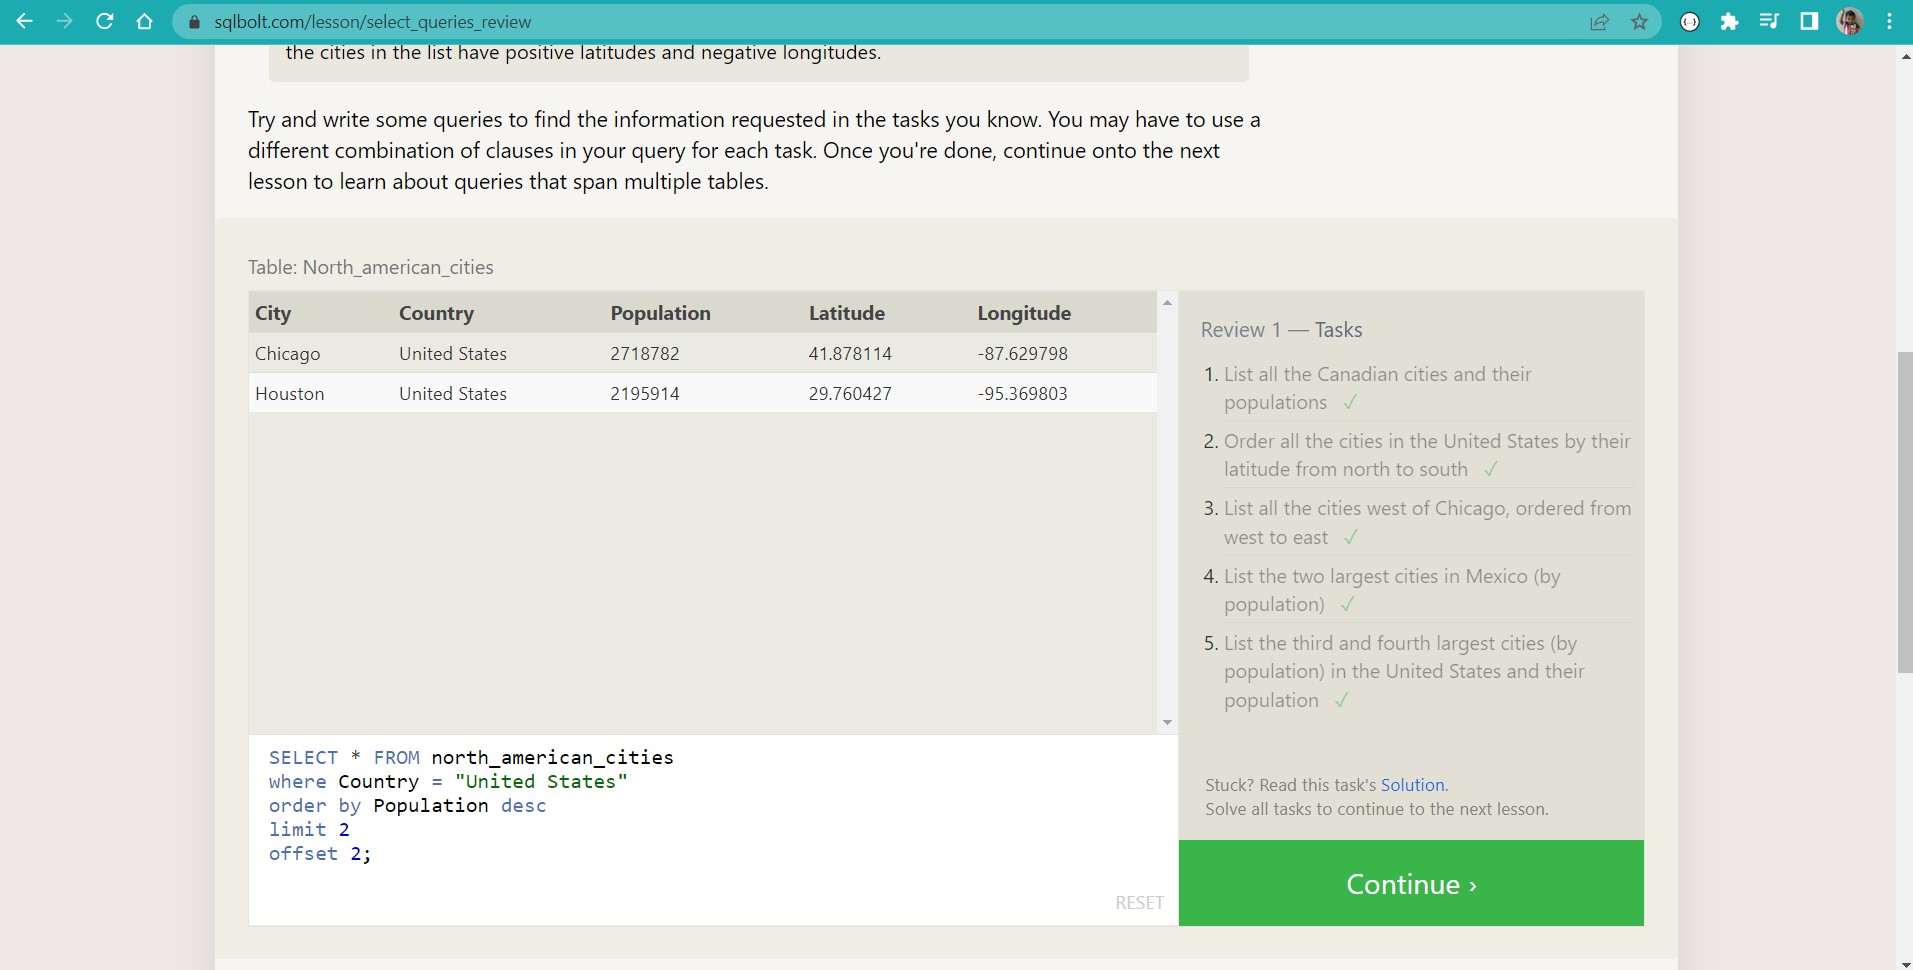 sqlbolt.com/lesson/select_queries_review
the cities in the list have positive latitudes and negative longitudes.
Try and write some queries to find the information requested in the tasks you know. You may have to use a
different combination of clauses in your query for each task. Once you're done, continue onto the next
lesson to learn about queries that span multiple tables.
Table: North_american_cities
City Country Population Latitude Longitude
Chicago United States 2718782 41.878114 -87.629798
Houston United States 2195914 29.760427 -95.369803
SELECT * FROM north_american_cities
where Country = "United States"
order by Population desc
limit 2
offset 2;
RESET
Review 1 — Tasks
1. List all the Canadian cities and their
populations ✓
2. Order all the cities in the United States by their
latitude from north to south ✓
3. List all the cities west of Chicago, ordered from
west to east ✓
4. List the two largest cities in Mexico (by
population) ✓
5. List the third and fourth largest cities (by
population) in the United States and their
population ✓
Stuck? Read this task's Solution.
Solve all tasks to continue to the next lesson.
Continue ›